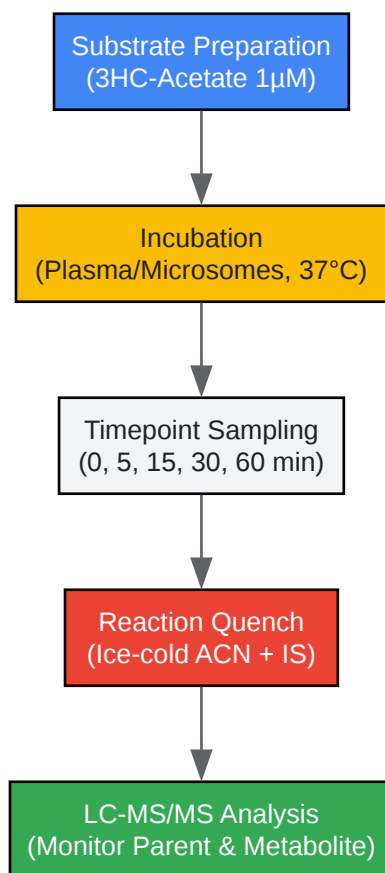 Substrate Preparation
(3HC-Acetate 1µM)
Incubation
(Plasma/Microsomes, 37°C)
Timepoint Sampling
(0, 5, 15, 30, 60 min)
Reaction Quench
(Ice-cold ACN + IS)
LC-MS/MS Analysis
(Monitor Parent & Metabolite)